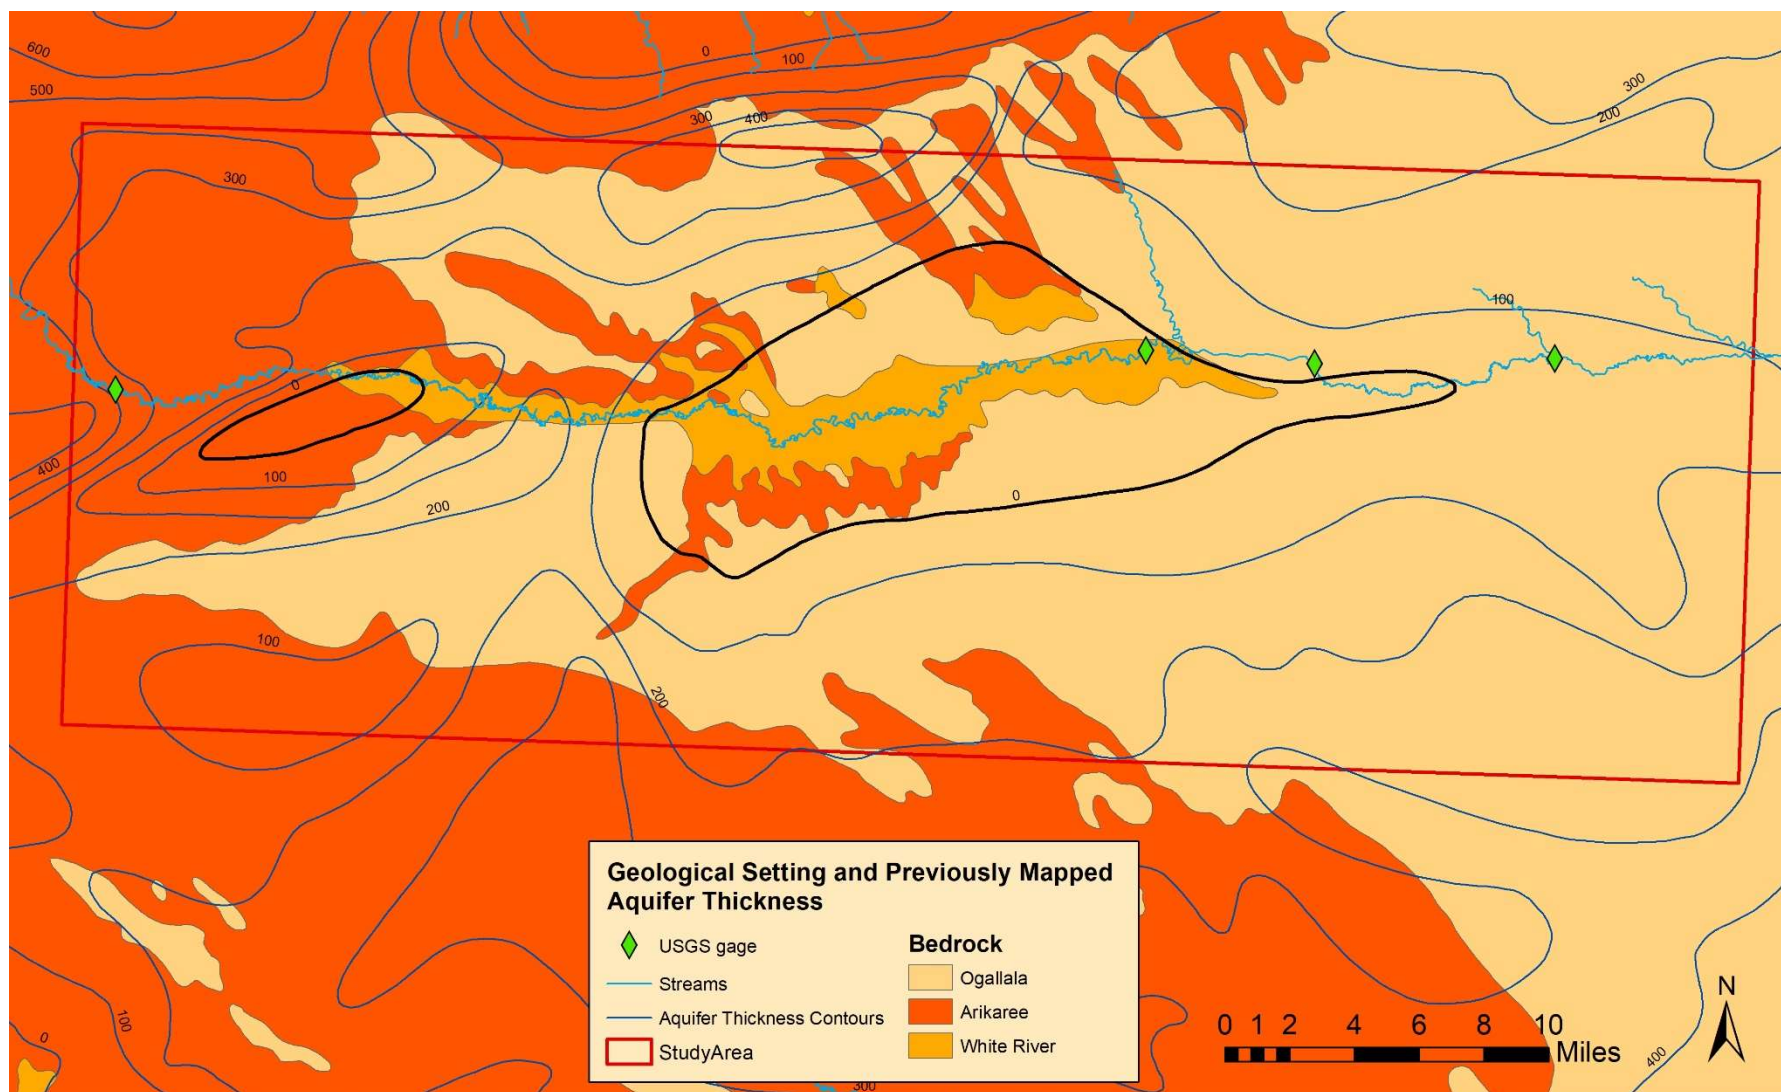 600
0
100
300
500
300
400
200
300
100
0
400
100
200
0
100
200
Geological Setting and Previously Mapped
Aquifer Thickness
USGS gage
Streams
Aquifer Thickness Contours
StudyArea
Bedrock
Ogallala
Arikaree
White River
100
0
300
N
0 1 2 4 6 8 10
Miles
400